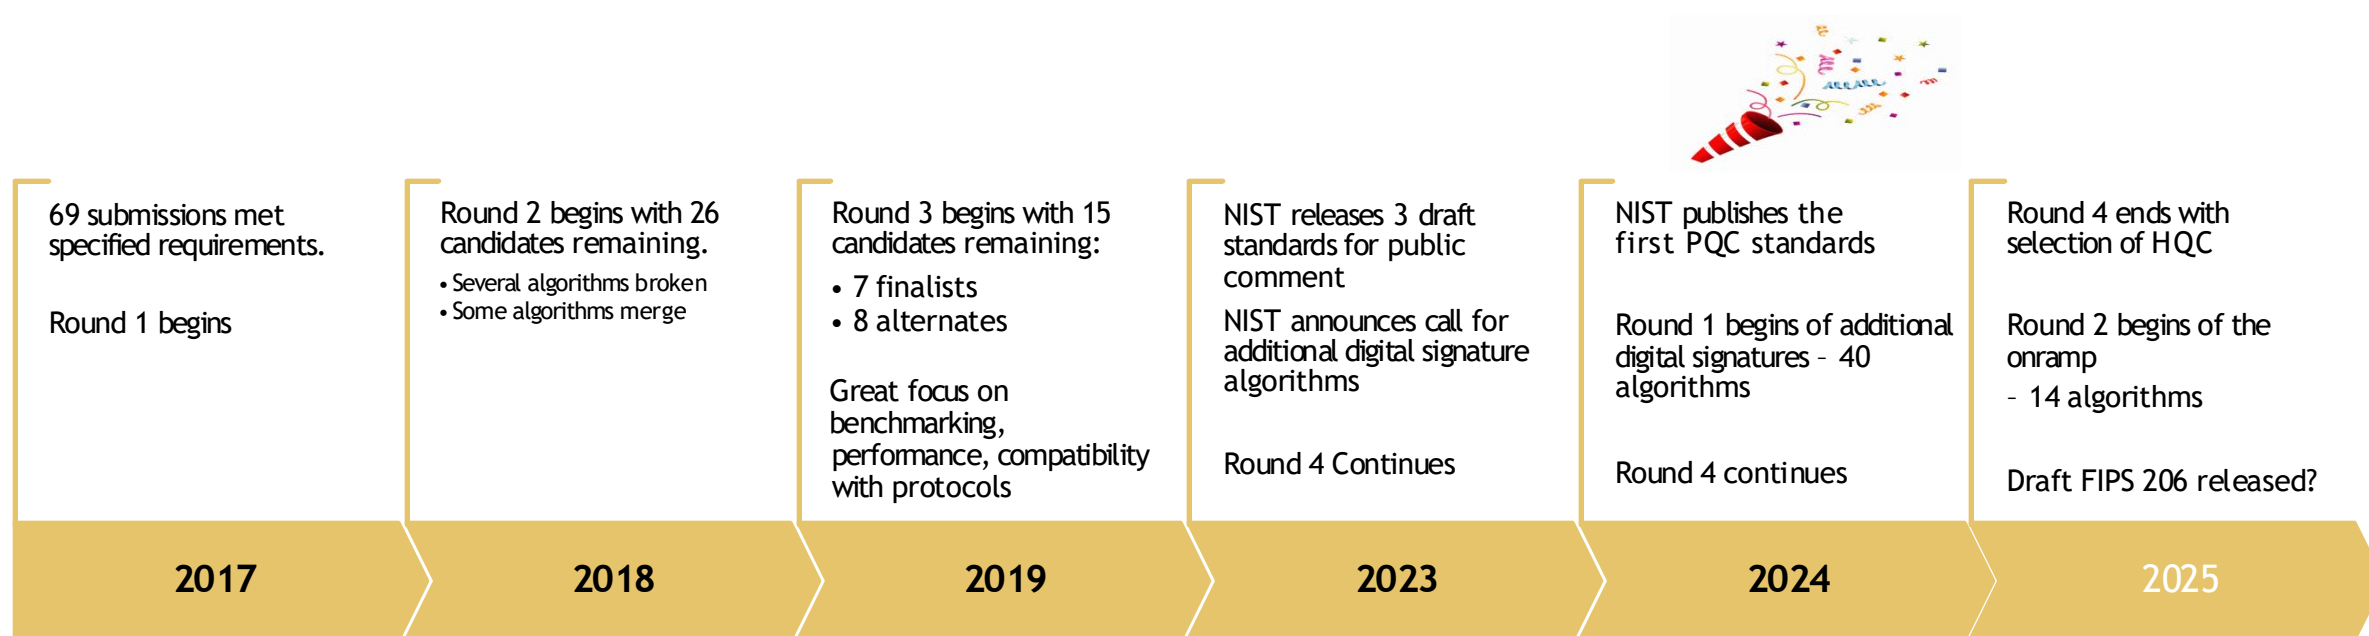 69 submissions met
specified requirements.
Round 1 begins
2017
Round 2 begins with 26
candidates remaining.
• Several algorithms broken
• Some algorithms merge
2018
Round 3 begins with 15
candidates remaining:
• 7 finalists
• 8 alternates
Great focus on
benchmarking,
performance, compatibility
with protocols
2019
NIST releases 3 draft
standards for public
comment
NIST announces call for
additional digital signature
algorithms
Round 4 Continues
2023
NIST publishes the
first PQC standards
Round 1 begins of additional
digital signatures – 40
algorithms
Round 4 continues
2024
Round 4 ends with
selection of HQC
Round 2 begins of the
onramp
– 14 algorithms
Draft FIPS 206 released?
2025